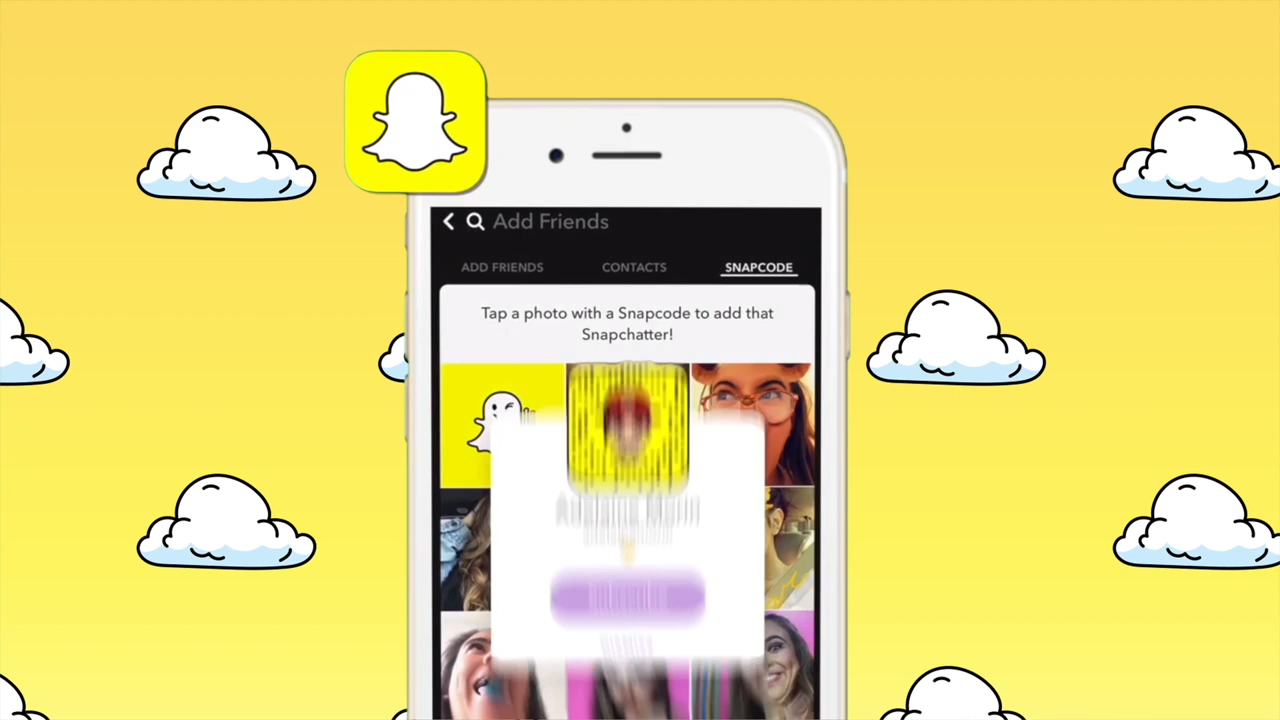 Add Friends
ADD FRIENDS CONTACTS SNAPCODE
Tap a photo with a Snapcode to add that
Snapchatter!